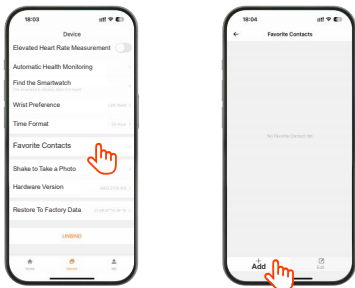 18:03
Device
Elevated Heart Rate Measurement
Automatic Health Monitoring
Find the Smartwatch
Wrist Preference
Time Format
Favorite Contacts
Shake to Take a Photo
Hardware Version
Restore To Factory Data
UNBIND
Device
18:04
Favorite Contacts
No favorite contact yet
Add
Edit